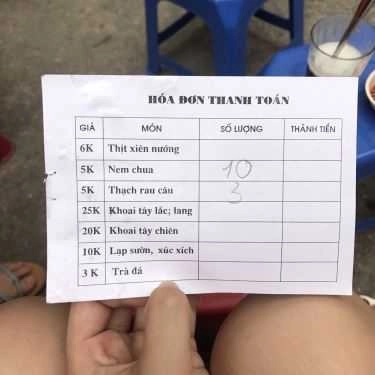 HÓA ĐƠN THANH TOÁN
GIÁ MÓN SỐ LƯỢNG THÀNH TIỀN
6K Thịt xiên nướng
5K Nem chua 10
5K Thạch rau câu 3
25K Khoai tây lắc; lang
20K Khoai tây chiên
10K Lạp sườn, xúc xích
3 K Trà đá